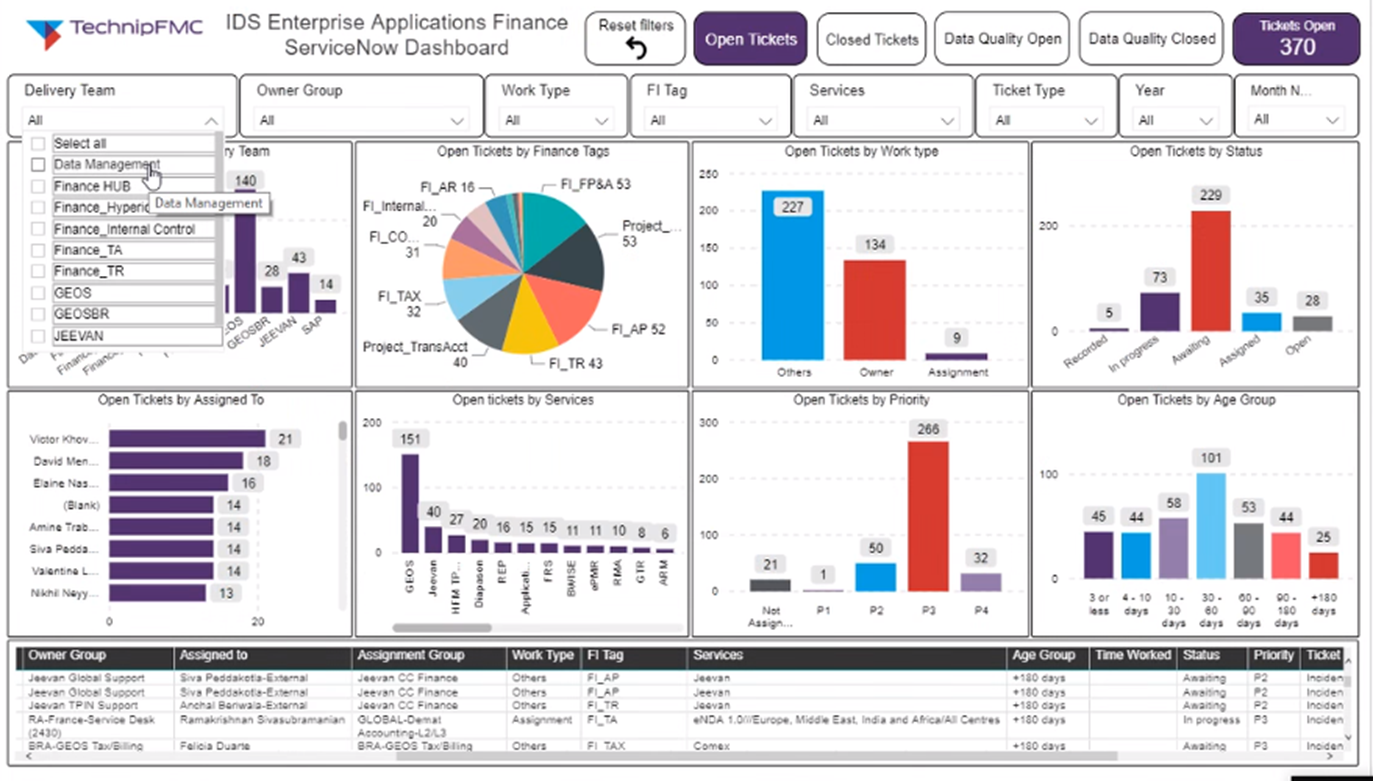 TechnipFMC
IDS Enterprise Applications Finance
ServiceNow Dashboard
Reset filters
Open Tickets
Closed Tickets
Data Quality Open
Data Quality Closed
Tickets Open
370
Delivery Team
All
Owner Group
All
Work Type
All
FI Tag
All
Services
All
Ticket Type
All
Year
All
Month N...
All
Select all
Data Management
Finance HUB
Data Management
Finance_Internal Control
Finance_TA
Finance_TR
GEOS
GEOSBR
JEEVAN
Team
140
28
43
14
GEOSBR
JEEVAN
SAP
Open Tickets by Finance Tags
FI_AR 16
FI_FP&A 53
FI_Internal...
20
Project_...
53
FI_CO...
31
FI_TAX
32
FI_AP 52
Project_TransAcct
40
FI_TR 43
Open Tickets by Work type
250
200
150
100
50
0
227
134
9
Others
Owner
Assignment
Open Tickets by Status
200
0
5
73
229
35
28
Recorded
In progress
Awaiting
Assigned
Open
Open Tickets by Assigned To
Victor Khov... 21
David Men... 18
Elaine Nas... 16
(Blank) 14
Amine Trab... 14
Siva Pedda... 14
Valentine L... 14
Nikhil Neyy... 13
0 20
Open tickets by Services
200
100
0
151
40
27
20
16
15
15
11
11
10
8
6
GEOS
Jeevan
HFM TP...
Diapason
REP
Applicati...
FRS
BWISE
ePMR
RMA
GTR
ARM
Open Tickets by Priority
300
200
100
0
21
1
50
266
32
Not
Assign...
P1
P2
P3
P4
Open Tickets by Age Group
100
0
45
44
58
101
53
44
25
3 or
less
4 - 10
days
10 -
30
days
30 -
60
days
60 -
90
days
90 -
180
days
+180
days
Owner Group Assigned to Assignment Group Work Type FI Tag Services Age Group Time Worked Status Priority Ticket
Jeevan Global Support Siva Peddakotla-External Jeevan CC Finance Others FI_AP Jeevan +180 days Awaiting P2 Inciden
Jeevan Global Support Siva Peddakotla-External Jeevan CC Finance Others FI_AP Jeevan +180 days Awaiting P2 Inciden
Jeevan TPIN Support Anchal Beriwala-External Jeevan CC Finance Others FI_TR Jeevan +180 days Awaiting P2 Inciden
RA-France-Service Desk Ramakrishnan Sivasubramanian GLOBAL-Demat Assignment FI_TA eNDA 1.0///Europe, Middle East, India and Africa/All Centres +180 days In progress P3 Inciden
(2430) Accounting-L2/L3
BRA-GEOS Tax/Billing Felicia Duarte BRA-GEOS Tax/Billing Others FI_TAX Comex +180 days Awaiting P3 Inciden